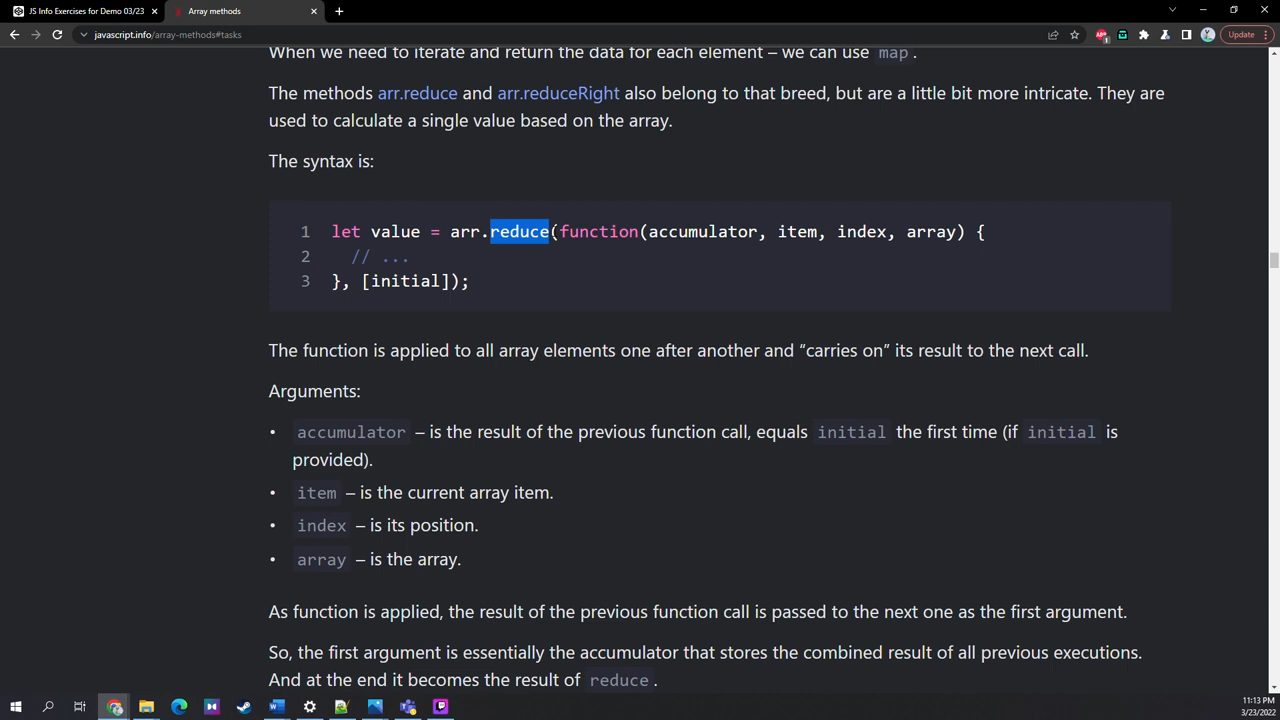 JS Info Exercises for Demo 03/23
Array methods
javascript.info/array-methods#tasks
Update
When we need to iterate and return the data for each element – we can use map.
The methods arr.reduce and arr.reduceRight also belong to that breed, but are a little bit more intricate. They are
used to calculate a single value based on the array.
The syntax is:
1 let value = arr.reduce(function(accumulator, item, index, array) {
2 // ...
3 }, [initial]);
The function is applied to all array elements one after another and “carries on” its result to the next call.
Arguments:
• accumulator – is the result of the previous function call, equals initial the first time (if initial is
provided).
• item – is the current array item.
• index – is its position.
• array – is the array.
As function is applied, the result of the previous function call is passed to the next one as the first argument.
So, the first argument is essentially the accumulator that stores the combined result of all previous executions.
And at the end it becomes the result of reduce.
11:13 PM
3/23/2022